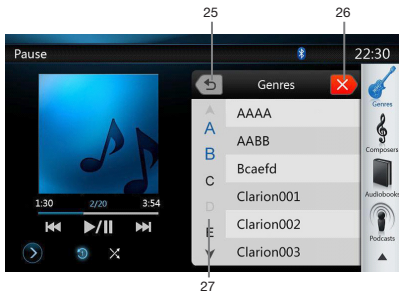 25 26
Pause 22:30
Genres
AAAA
AABB
Bcaefd
Clarion001
Clarion002
Clarion003
A
B
C
D
E
1:30 2/20 3:54
Genres
Composers
Audiobooks
Podcasts
27